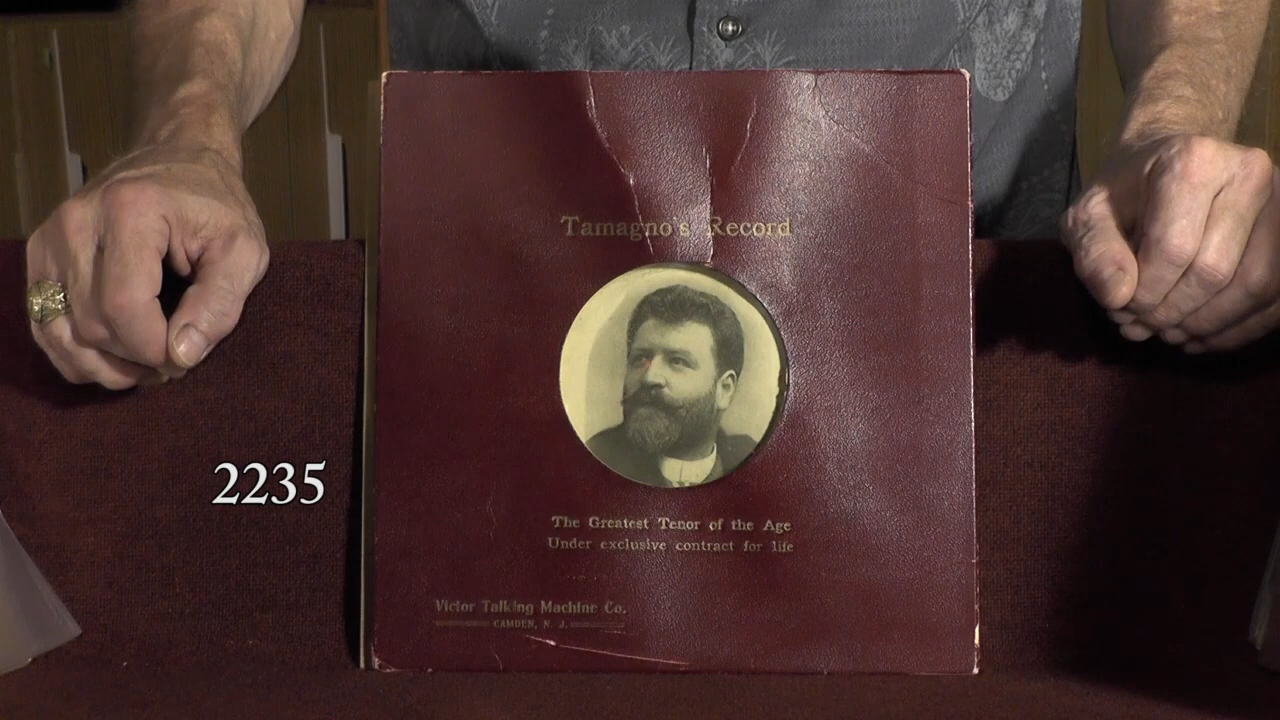 Tamagno's Record
2235
The Greatest Tenor of the Age
Under exclusive contract for life
Victor Talking Machine Co.
CAMDEN, N. J.